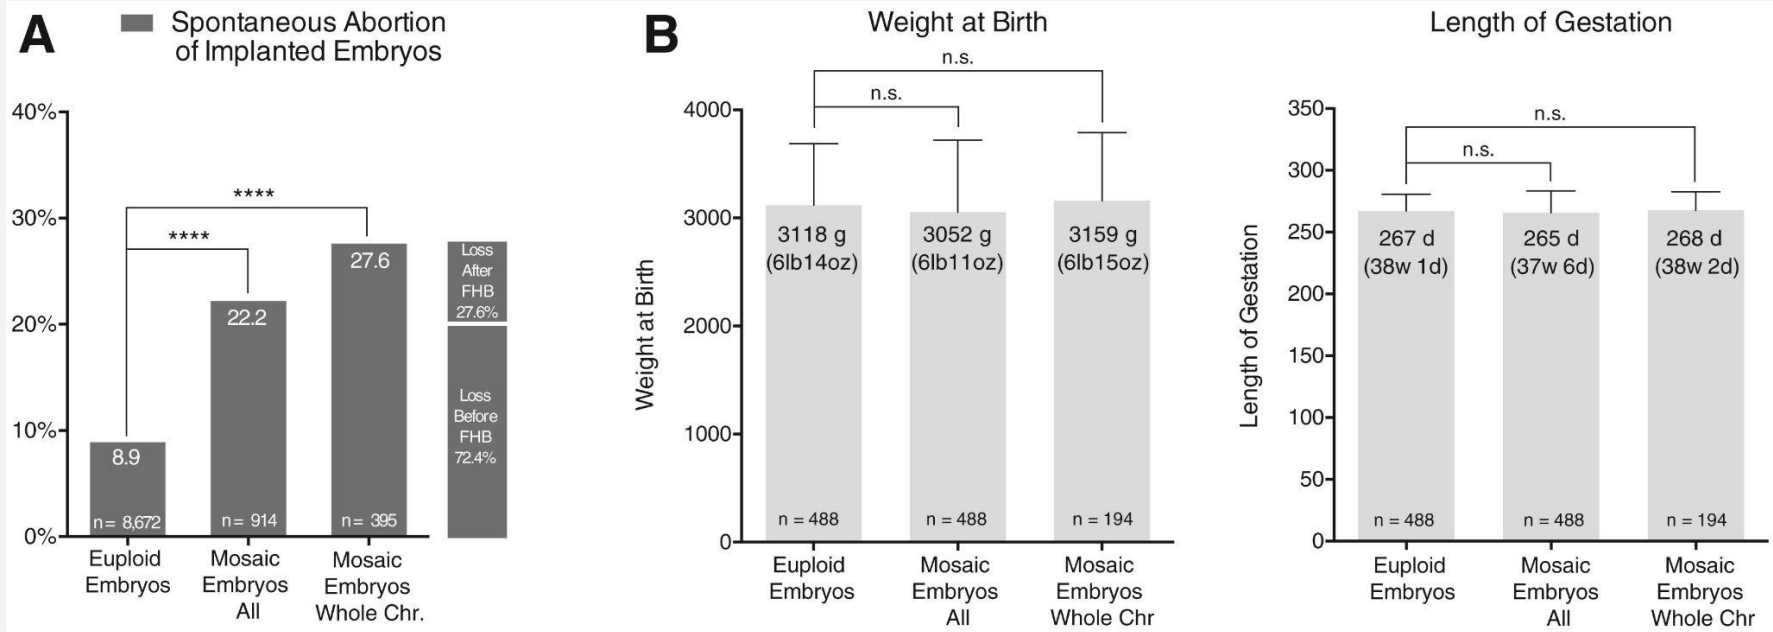 A
Spontaneous Abortion
of Implanted Embryos
40%
30%
20%
10%
0%
****
****
8.9
22.2
27.6
n= 8,672
n= 914
n= 395
Euploid
Embryos
Mosaic
Embryos
All
Mosaic
Embryos
Whole Chr.
Loss
After
FHB
27.6%
Loss
Before
FHB
72.4%
B
Weight at Birth
n.s.
n.s.
Weight at Birth
4000
3000
2000
1000
0
3118 g
(6lb14oz)
3052 g
(6lb11oz)
3159 g
(6lb15oz)
n = 488
n = 488
n = 194
Euploid
Embryos
Mosaic
Embryos
All
Mosaic
Embryos
Whole Chr
Length of Gestation
n.s.
n.s.
Length of Gestation
350
300
250
200
150
100
50
0
267 d
(38w 1d)
265 d
(37w 6d)
268 d
(38w 2d)
n = 488
n = 488
n = 194
Euploid
Embryos
Mosaic
Embryos
All
Mosaic
Embryos
Whole Chr